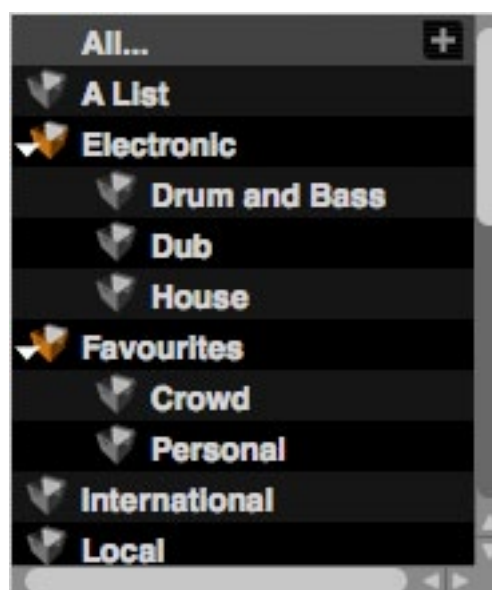 All...
A List
Electronic
Drum and Bass
Dub
House
Favourites
Crowd
Personal
International
Local